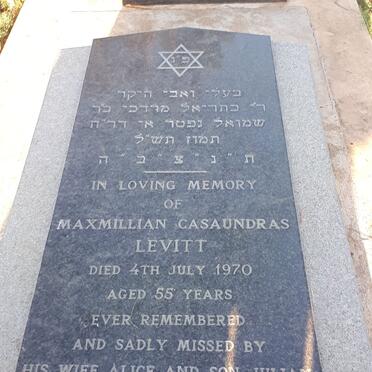 פ״נ
בעלי ואבי היקר
ר׳ כתריאל מרדכי בר
שמואל נפטר א׳ דר״ח
תמוז תש״ל
ת״נ״צ״ב״ה
IN LOVING MEMORY
OF
MAXMILLIAN CASAUNDRAS
LEVITT
DIED 4TH JULY 1970
AGED 55 YEARS
EVER REMEMBERED
AND SADLY MISSED BY
HIS WIFE ALICE AND SON